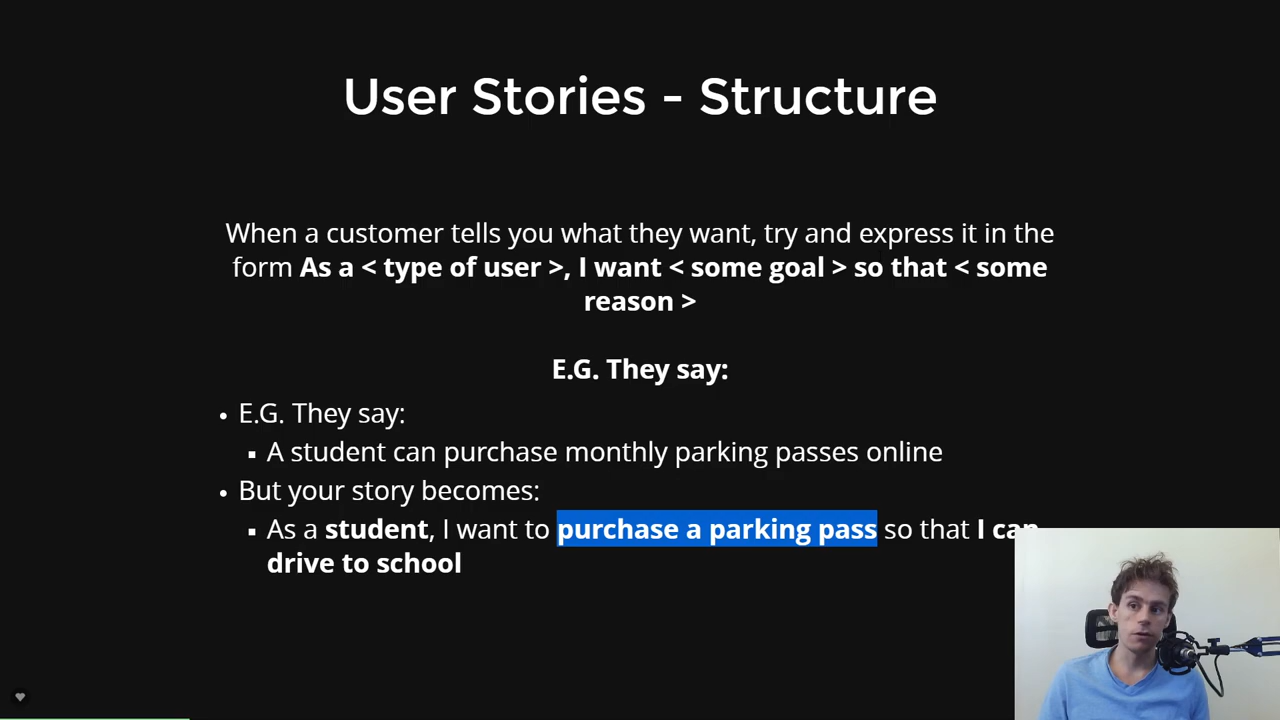 User Stories - Structure
When a customer tells you what they want, try and express it in the
form As a < type of user >, I want < some goal > so that < some
reason >
E.G. They say:
• E.G. They say:
▪ A student can purchase monthly parking passes online
• But your story becomes:
▪ As a student, I want to purchase a parking pass so that I can
drive to school